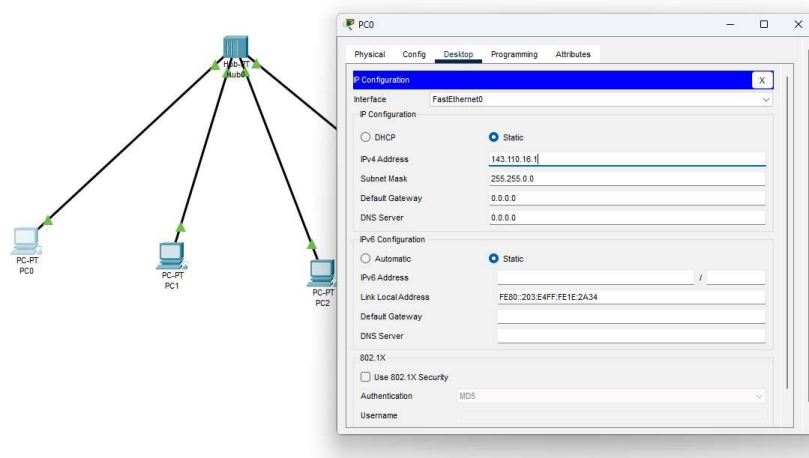 PC0
Physical Config Desktop Programming Attributes
IP Configuration X
Interface FastEthernet0
IP Configuration
DHCP Static
IPv4 Address 143.110.16.1
Subnet Mask 255.255.0.0
Default Gateway 0.0.0.0
DNS Server 0.0.0.0
IPv6 Configuration
Automatic Static
IPv6 Address /
Link Local Address FE80::203:E4FF:FE1E:2A34
Default Gateway
DNS Server
802.1X
Use 802.1X Security
Authentication MD5
Username
Hub-PT
Hub0
PC-PT
PC0
PC-PT
PC1
PC-PT
PC2